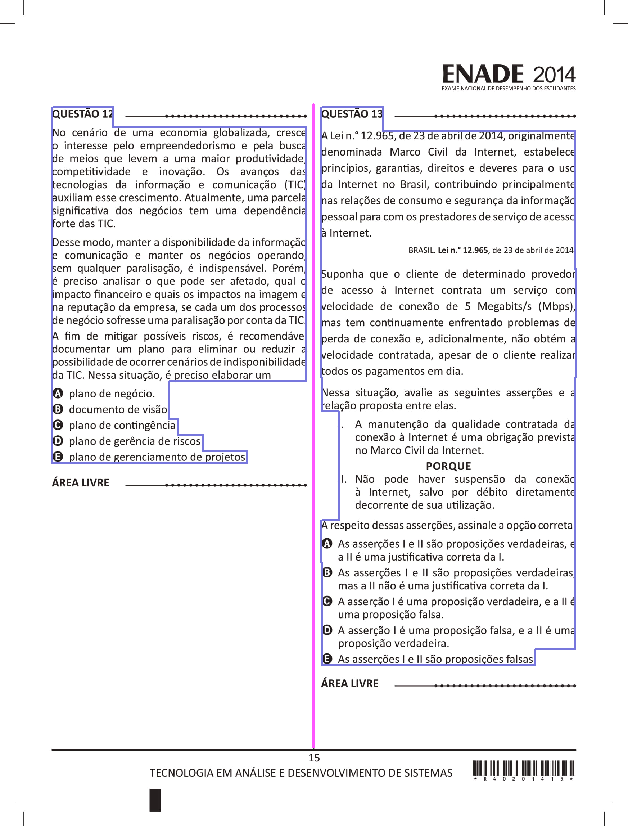 ENADE 2014
EXAME NACIONAL DE DESEMPENHO DOS ESTUDANTES
QUESTÃO 12
No cenário de uma economia globalizada, cresce
o interesse pelo empreendedorismo e pela busca
de meios que levem a uma maior produtividade,
competitividade e inovação. Os avanços das
tecnologias da informação e comunicação (TIC)
auxiliam esse crescimento. Atualmente, uma parcela
significativa dos negócios tem uma dependência
forte das TIC.
Desse modo, manter a disponibilidade da informação
e comunicação e manter os negócios operando,
sem qualquer paralisação, é indispensável. Porém,
é preciso analisar o que pode ser afetado, qual o
impacto financeiro e quais os impactos na imagem e
na reputação da empresa, se cada um dos processos
de negócio sofresse uma paralisação por conta da TIC.
A fim de mitigar possíveis riscos, é recomendável
documentar um plano para eliminar ou reduzir a
possibilidade de ocorrer cenários de indisponibilidade
da TIC. Nessa situação, é preciso elaborar um
A plano de negócio.
B documento de visão
C plano de contingência
D plano de gerência de riscos
E plano de gerenciamento de projetos
ÁREA LIVRE
QUESTÃO 13
A Lei n.° 12.965, de 23 de abril de 2014, originalmente
denominada Marco Civil da Internet, estabelece
princípios, garantias, direitos e deveres para o uso
da Internet no Brasil, contribuindo principalmente
nas relações de consumo e segurança da informação
pessoal para com os prestadores de serviço de acesso
à Internet.
BRASIL. Lei n.° 12.965, de 23 de abril de 2014
Suponha que o cliente de determinado provedor
de acesso à Internet contrata um serviço com
velocidade de conexão de 5 Megabits/s (Mbps),
mas tem continuamente enfrentado problemas de
perda de conexão e, adicionalmente, não obtém a
velocidade contratada, apesar de o cliente realizar
todos os pagamentos em dia.
Nessa situação, avalie as seguintes asserções e a
relação proposta entre elas.
I. A manutenção da qualidade contratada da
conexão à Internet é uma obrigação prevista
no Marco Civil da Internet.
PORQUE
II. Não pode haver suspensão da conexão
à Internet, salvo por débito diretamente
decorrente de sua utilização.
A respeito dessas asserções, assinale a opção correta
A As asserções I e II são proposições verdadeiras, e
a II é uma justificativa correta da I.
B As asserções I e II são proposições verdadeiras
mas a II não é uma justificativa correta da I.
C A asserção I é uma proposição verdadeira, e a II é
uma proposição falsa.
D A asserção I é uma proposição falsa, e a II é uma
proposição verdadeira.
E As asserções I e II são proposições falsas
ÁREA LIVRE
15
TECNOLOGIA EM ANÁLISE E DESENVOLVIMENTO DE SISTEMAS